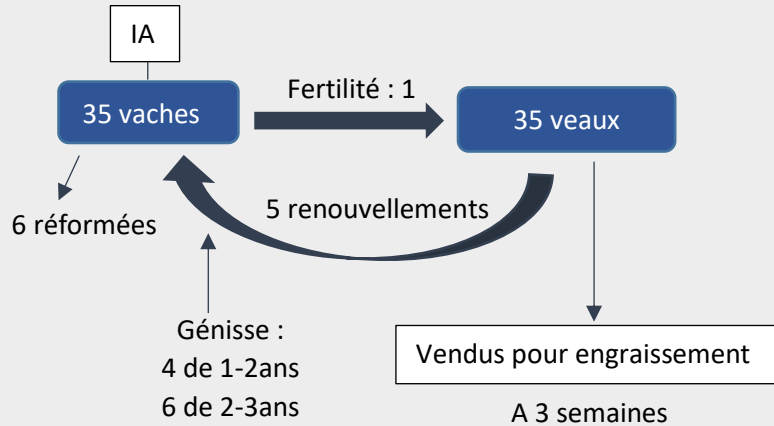 IA
35 vaches
Fertilité : 1
35 veaux
6 réformées
5 renouvellements
Génisse :
4 de 1-2ans
6 de 2-3ans
Vendus pour engraissement
A 3 semaines